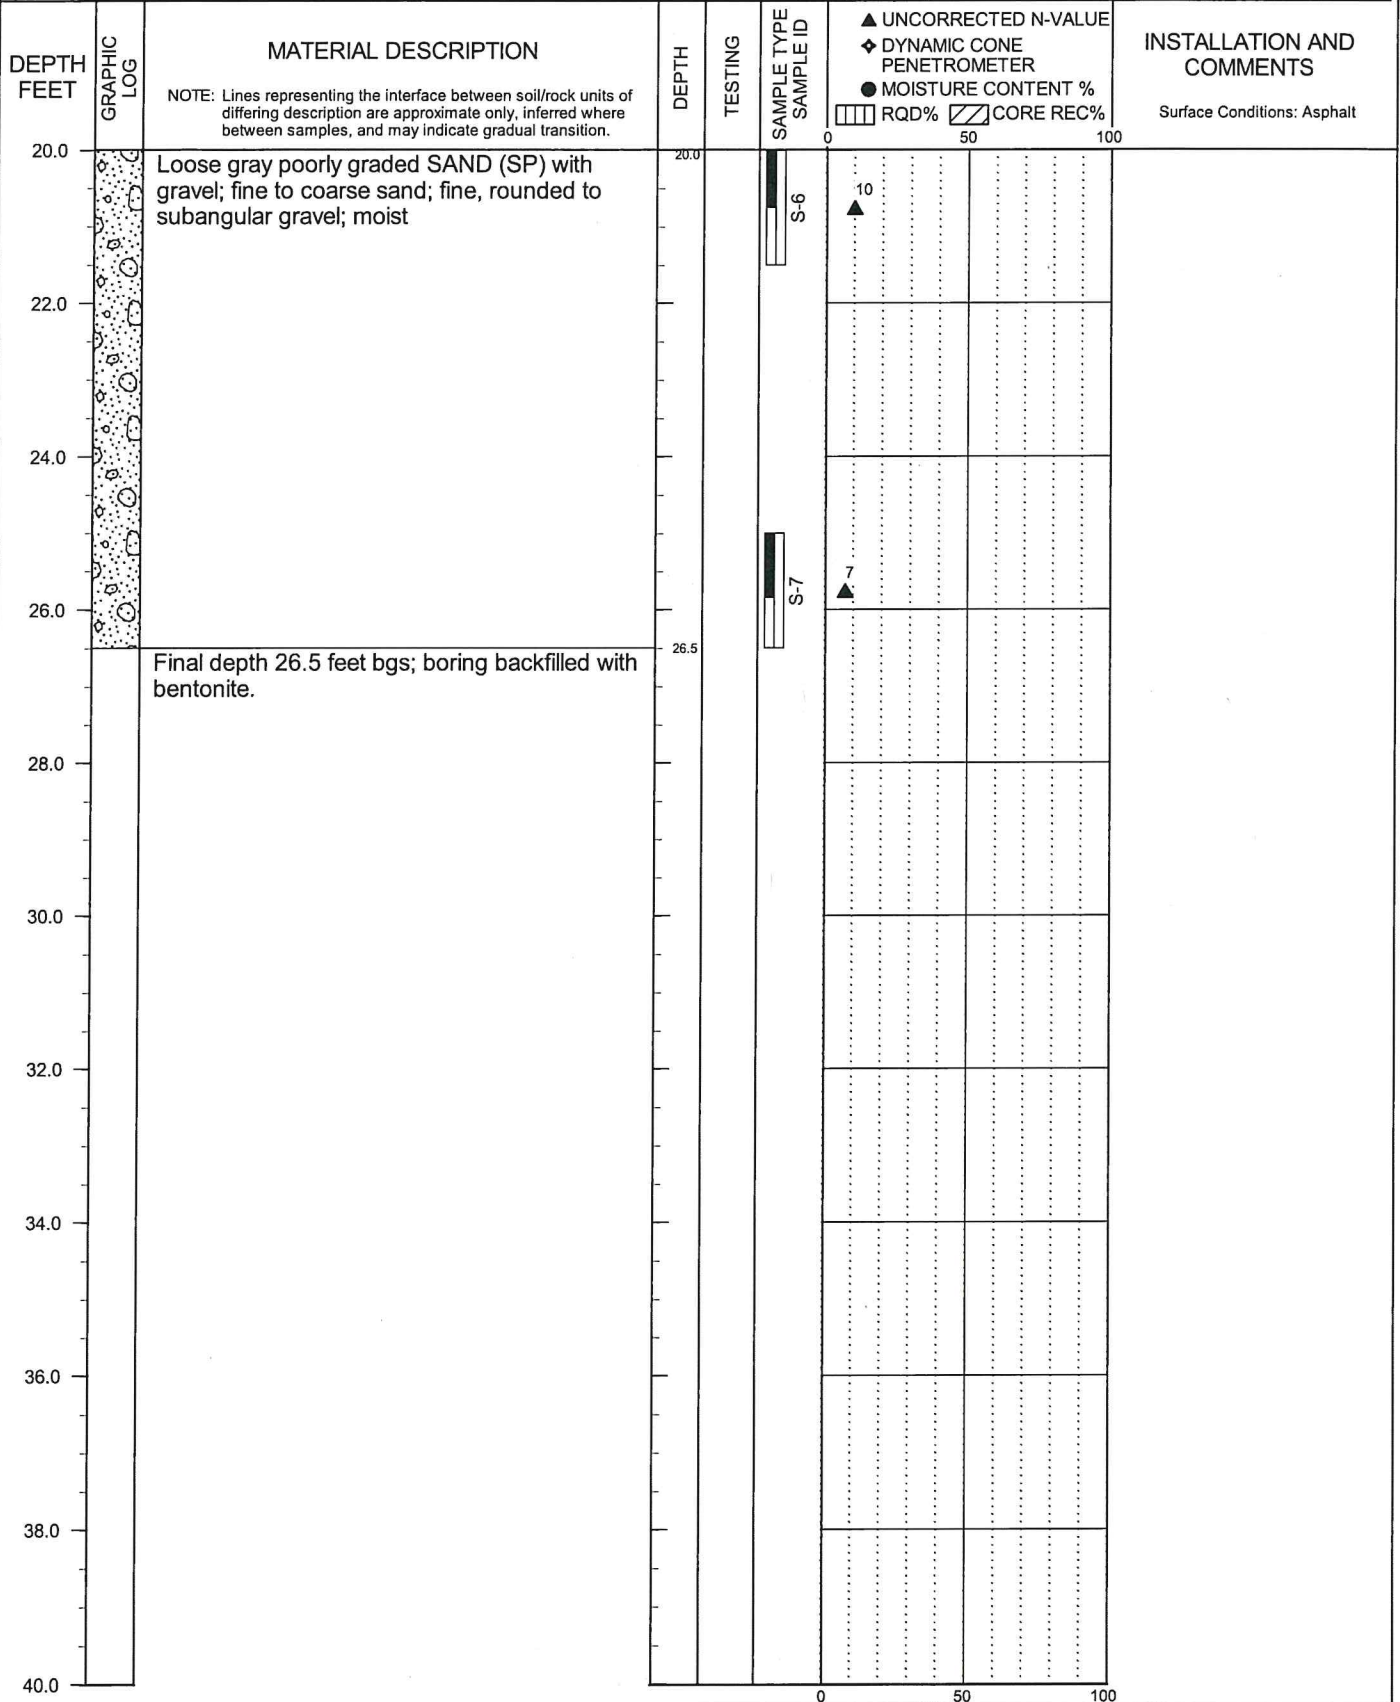 DEPTH
FEET
GRAPHIC
LOG
MATERIAL DESCRIPTION
NOTE: Lines representing the interface between soil/rock units of
differing description are approximate only, inferred where
between samples, and may indicate gradual transition.
DEPTH
TESTING
SAMPLE TYPE
SAMPLE ID
▲ UNCORRECTED N-VALUE
DYNAMIC CONE
PENETROMETER
● MOISTURE CONTENT %
RQD% CORE REC%
0 50 100
INSTALLATION AND
COMMENTS
Surface Conditions: Asphalt
20.0
Loose gray poorly graded SAND (SP) with
gravel; fine to coarse sand; fine, rounded to
subangular gravel; moist
20.0
S-6
10
22.0
24.0
S-7
7
26.0
Final depth 26.5 feet bgs; boring backfilled with
bentonite.
26.5
28.0
30.0
32.0
34.0
36.0
38.0
40.0
0 50 100